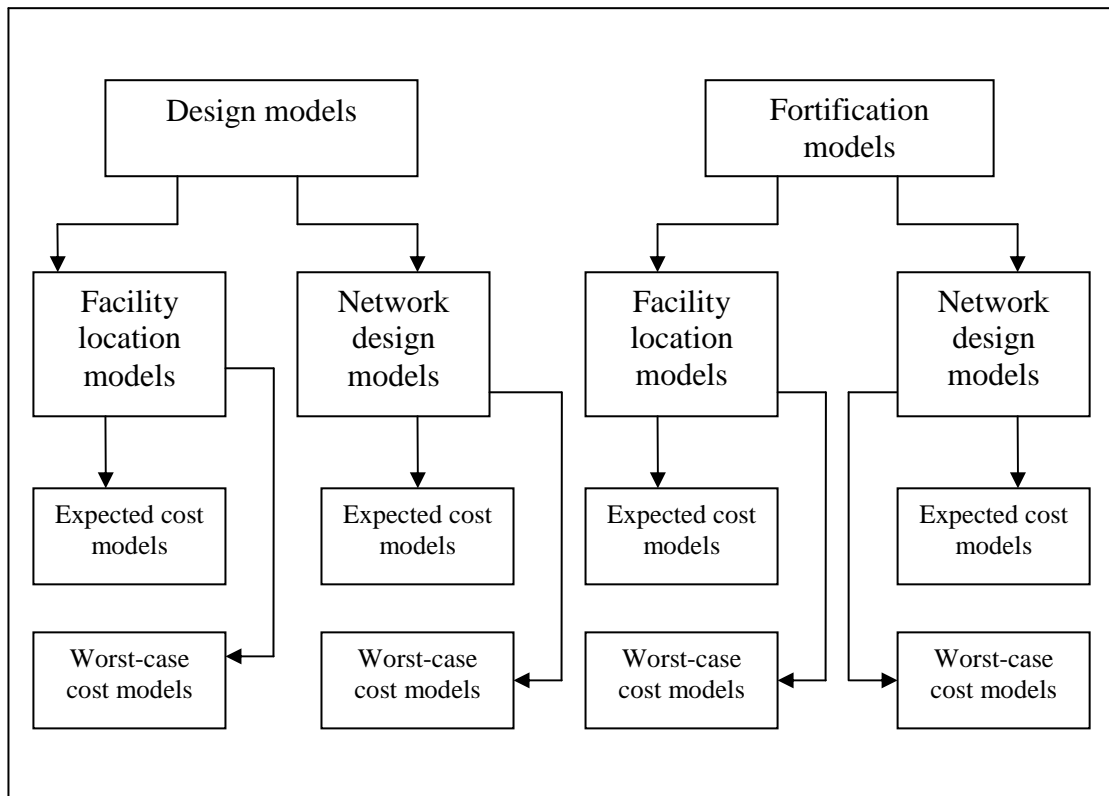 Design models
Fortification
models
Facility
location
models
Network
design
models
Facility
location
models
Network
design
models
Expected cost
models
Expected cost
models
Expected cost
models
Expected cost
models
Worst-case
cost models
Worst-case
cost models
Worst-case
cost models
Worst-case
cost models